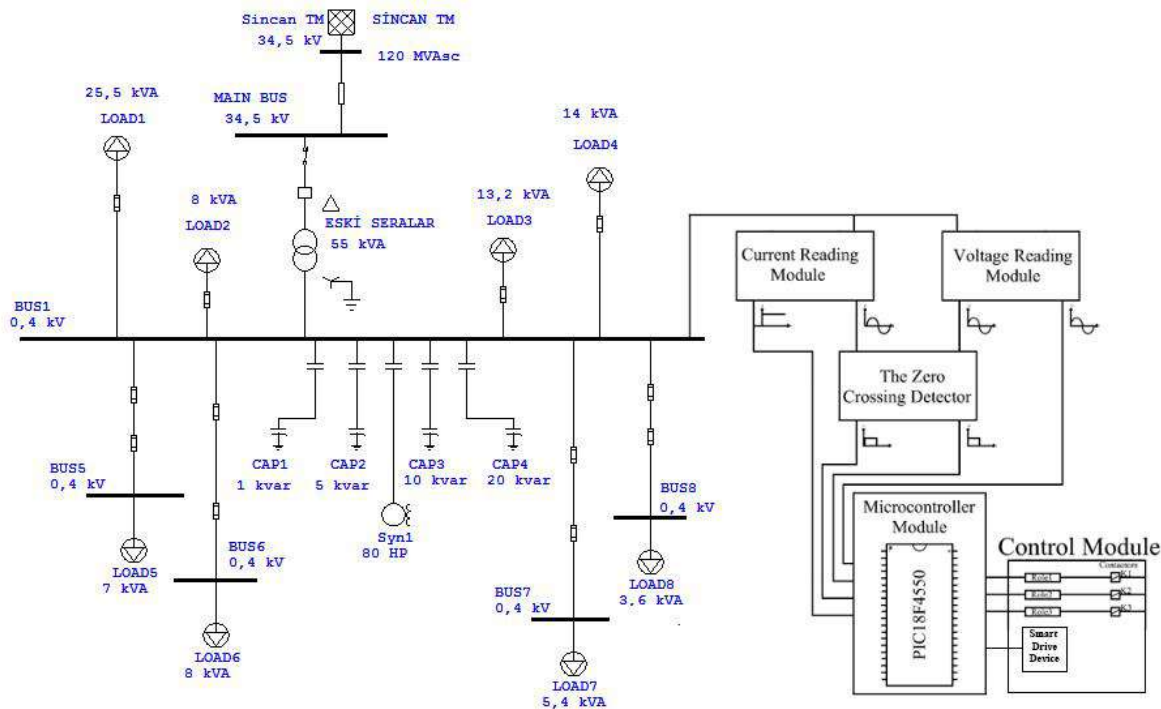 Sincan TM
SİNCAN TM
34,5 kV
120 MVAsc
25,5 kVA
LOAD1
MAIN BUS
34,5 kV
14 kVA
LOAD4
8 kVA
LOAD2
13,2 kVA
LOAD3
ESKİ SERALAR
55 kVA
BUS1
0,4 kV
Current Reading
Module
Voltage Reading
Module
The Zero
Crossing Detector
CAP1
1 kvar
CAP2
5 kvar
CAP3
10 kvar
CAP4
20 kvar
Syn1
80 HP
BUS5
0,4 kV
LOAD5
7 kVA
BUS6
0,4 kV
LOAD6
8 kVA
BUS7
0,4 kV
LOAD7
5,4 kVA
BUS8
0,4 kV
LOAD8
3,6 kVA
Microcontroller
Module
PIC18F4550
Control Module
Contactors
Role1
K1
Role2
K2
Role3
K3
Smart
Drive
Device